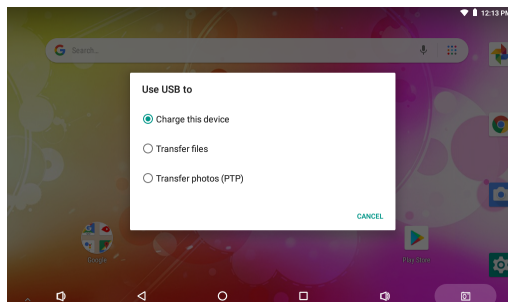 12:13 PM
Search...
Use USB to
Charge this device
Transfer files
Transfer photos (PTP)
CANCEL
Google
Play Store